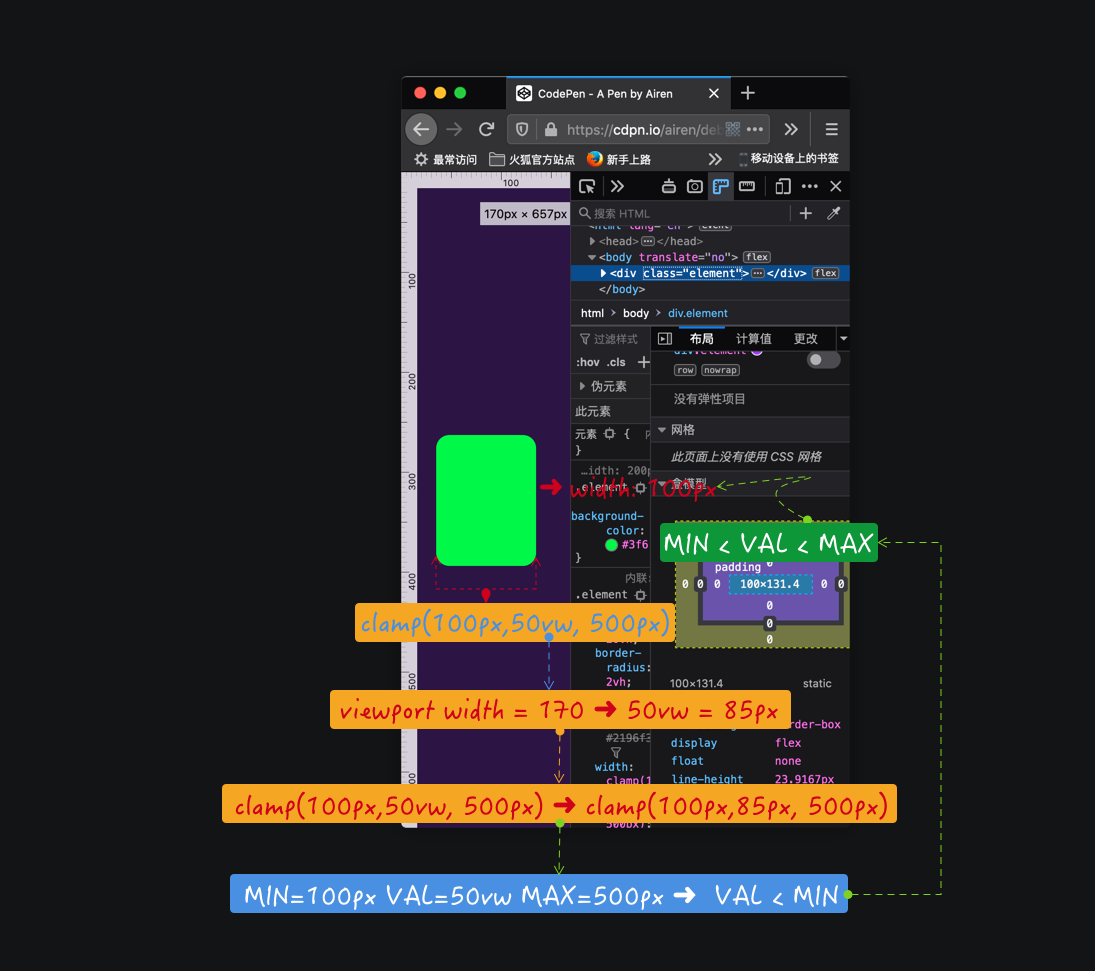 CodePen - A Pen by Airen
https://cdpn.io/airen/del
最常访问 火狐官方站点 新手上路 移动设备上的书签
100
170px × 657px
搜索 HTML
<html lang="en"> event
<head> </head>
<body translate="no"> flex
<div class="element"> </div> flex
</body>
html > body > div.element
100
200
300
400
500
过滤样式
布局 计算值 更改
:hov .cls +
div.element
row nowrap
伪元素
没有弹性项目
此元素
网格
元素 {
}
此页面上没有使用 CSS 网格
…idth: 200p
.element
盒模型
width: 100px
background-
color:
#3f6
}
MIN < VAL < MAX
padding 0
0 0 0 100×131.4 0 0
0
0
0
内联
.element
clamp(100px,50vw, 500px)
border-
radius:
2vh;
100×131.4 static
viewport width = 170 ➜ 50vw = 85px
#2196f3
display flex
float none
width:
line-height 23.9167px
clamp(1
clamp(100px,50vw, 500px) ➜ clamp(100px,85px, 500px)
500px);
MIN=100px VAL=50vw MAX=500px ➜ VAL < MIN